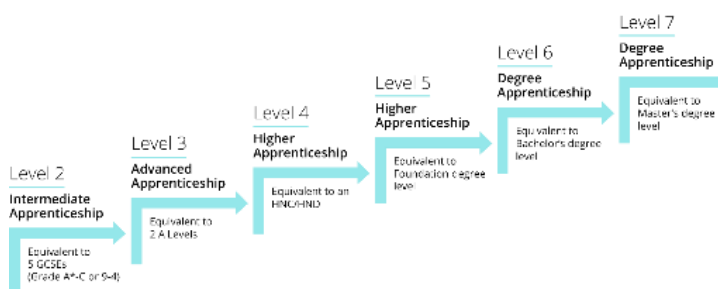 Level 2
Intermediate
Apprenticeship
Equivalent to
5 GCSEs
(Grade A*-C or 9-4)
Level 3
Advanced
Apprenticeship
Equivalent to
2 A Levels
Level 4
Higher
Apprenticeship
Equivalent to an
HNC/HND
Level 5
Higher
Apprenticeship
Equivalent to
Foundation degree
level
Level 6
Degree
Apprenticeship
Equivalent to
Bachelor's degree
level
Level 7
Degree
Apprenticeship
Equivalent to
Master's degree
level